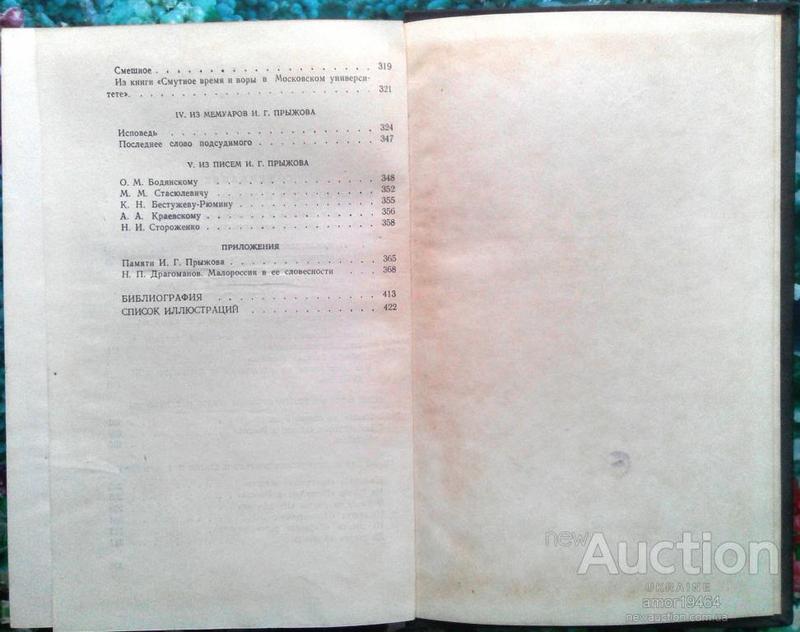 Смешное . . . . . . . . . . . . . . . . . 319
Из книги «Смутное время и воры в Московском универси-
тете». . . . . . . . . . . . . . . . . . . . 321
IV. ИЗ МЕМУАРОВ И. Г. ПРЫЖОВА
Исповедь . . . . . . . . . . . . . . . . . 324
Последнее слово подсудимого . . . . . . . . . . . 347
V. ИЗ ПИСЕМ И. Г. ПРЫЖОВА
О. М. Бодянскому . . . . . . . . . . . . . . 348
М. М. Стасюлевичу . . . . . . . . . . . . . . 352
К. Н. Бестужеву-Рюмину . . . . . . . . . . . . 355
А. А. Краевскому . . . . . . . . . . . . . . . 356
Н. И. Стороженко . . . . . . . . . . . . . . . 358
ПРИЛОЖЕНИЯ
Памяти И. Г. Прыжова . . . . . . . . . . . . . 365
Н. П. Драгоманов. Малороссия в ее словесности . . . 368
БИБЛИОГРАФИЯ . . . . . . . . . . . . . . 413
СПИСОК ИЛЛЮСТРАЦИЙ . . . . . . . . . . . 422
new Auction
UKRAINE
amor19464
newauction.com.ua